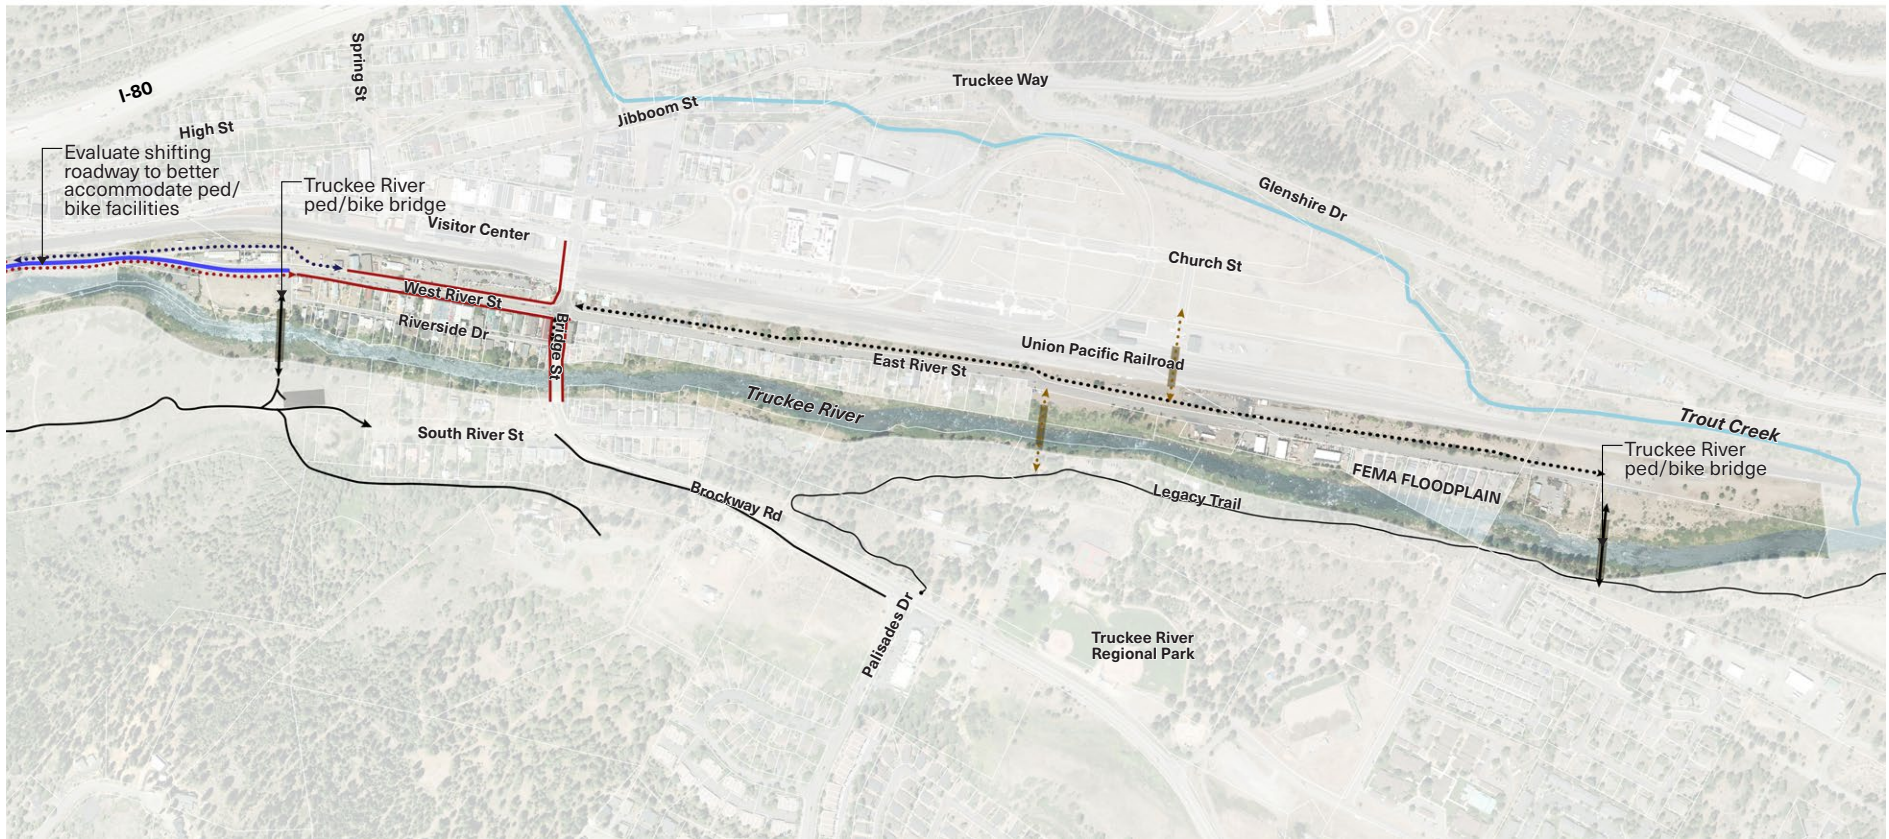 Spring St
I-80
Truckee Way
Jibboom St
High St
Evaluate shifting
roadway to better
accommodate ped/
bike facilities
Truckee River
ped/bike bridge
Glenshire Dr
Visitor Center
Church St
West River St
Riverside Dr
Bridge St
Union Pacific Railroad
East River St
Truckee River
Trout Creek
South River St
Truckee River
ped/bike bridge
FEMA FLOODPLAIN
Brockway Rd
Legacy Trail
Palisades Dr
Truckee River
Regional Park